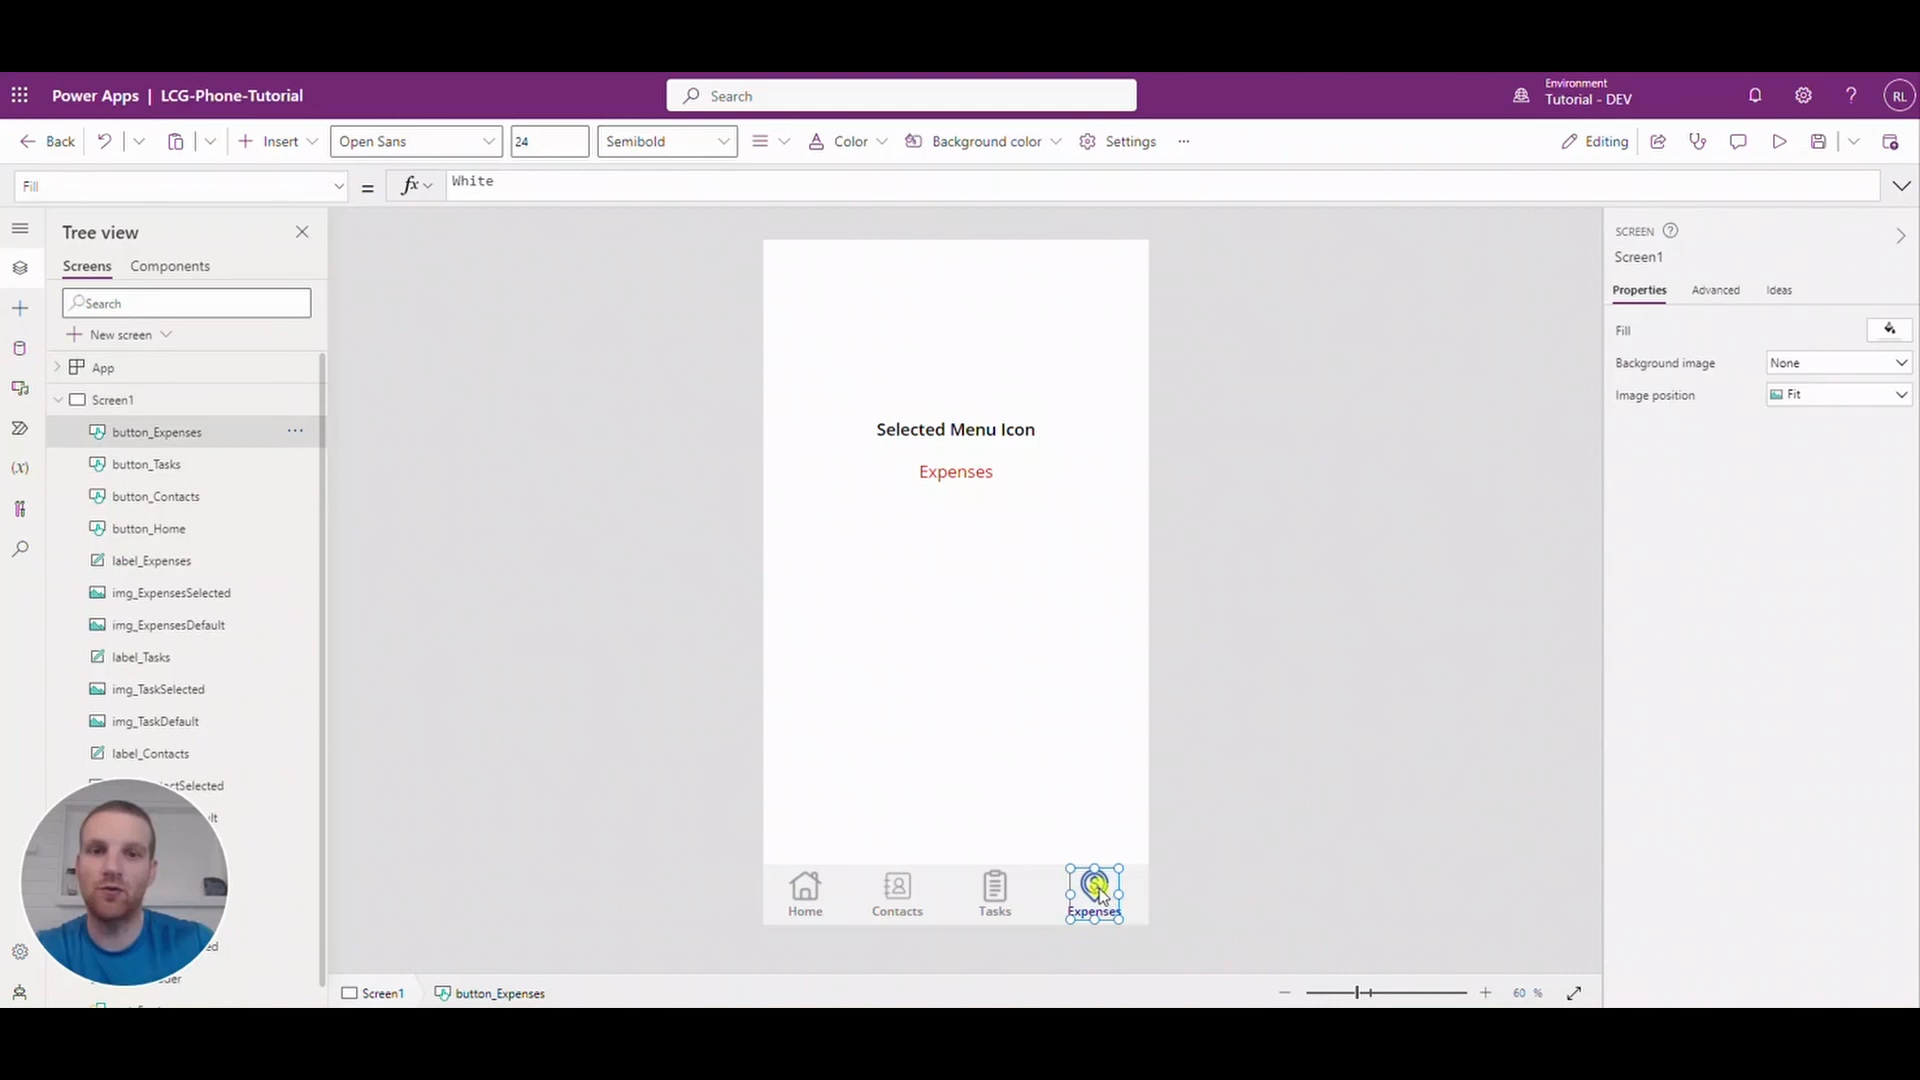 Power Apps | LCG-Phone-Tutorial
Search
Environment
Tutorial - DEV
RL
Back
Insert
Open Sans
24
Semibold
Color
Background color
Settings
Editing
Fill
=
fx
White
Tree view
Screens
Components
Search
New screen
App
Screen1
button_Expenses
button_Tasks
button_Contacts
button_Home
label_Expenses
img_ExpensesSelected
img_ExpensesDefault
label_Tasks
img_TaskSelected
img_TaskDefault
label_Contacts
Selected Menu Icon
Expenses
Home
Contacts
Tasks
Expenses
SCREEN
Screen1
Properties
Advanced
Ideas
Fill
Background image
None
Image position
Fit
Screen1
button_Expenses
60 %